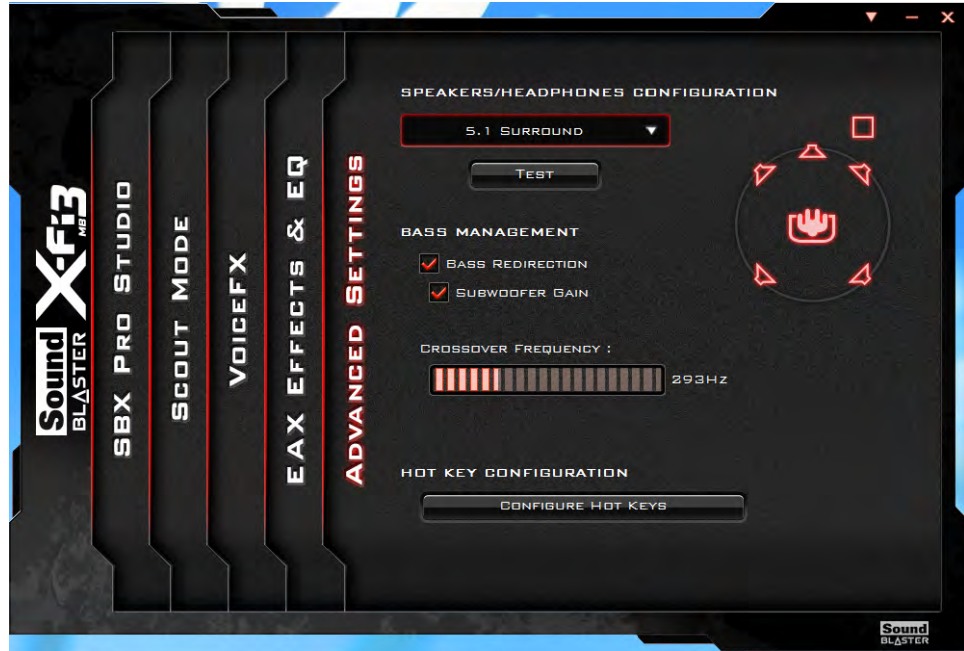 Sound BLASTER X-Fi3 MB
SBX PRO STUDIO
SCOUT MODE
VOICEFX
EAX EFFECTS & EQ
ADVANCED SETTINGS
SPEAKERS/HEADPHONES CONFIGURATION
5.1 SURROUND
TEST
BASS MANAGEMENT
BASS REDIRECTION
SUBWOOFER GAIN
CROSSOVER FREQUENCY :
293HZ
HOT KEY CONFIGURATION
CONFIGURE HOT KEYS
Sound
BLASTER